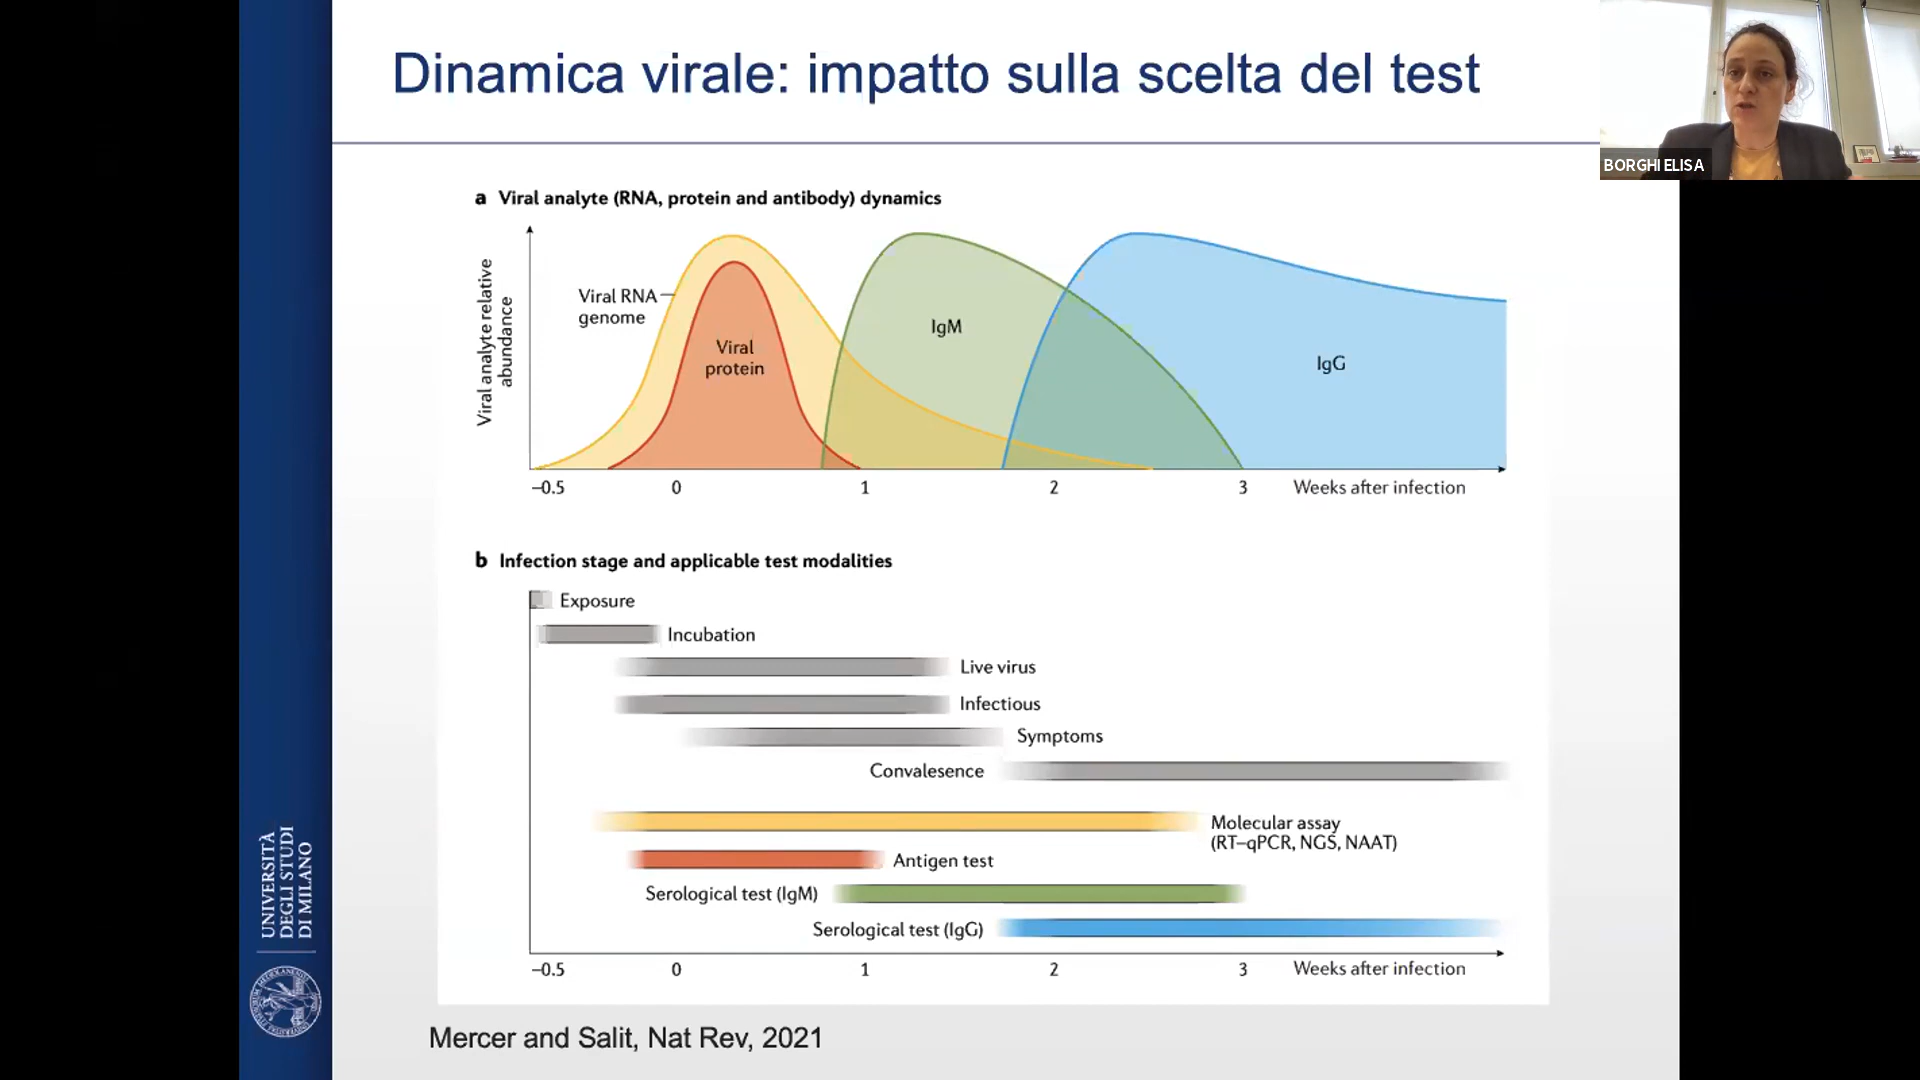 Dinamica virale: impatto sulla scelta del test
BORGHI ELISA
a Viral analyte (RNA, protein and antibody) dynamics
Viral analyte relative
abundance
Viral RNA
genome
Viral
protein
IgM
IgG
–0.5 0 1 2 3 Weeks after infection
b Infection stage and applicable test modalities
Exposure
Incubation
Live virus
Infectious
Symptoms
Convalesence
Molecular assay
(RT–qPCR, NGS, NAAT)
Antigen test
Serological test (IgM)
Serological test (IgG)
–0.5 0 1 2 3 Weeks after infection
UNIVERSITÀ
DEGLI STUDI
DI MILANO
Mercer and Salit, Nat Rev, 2021